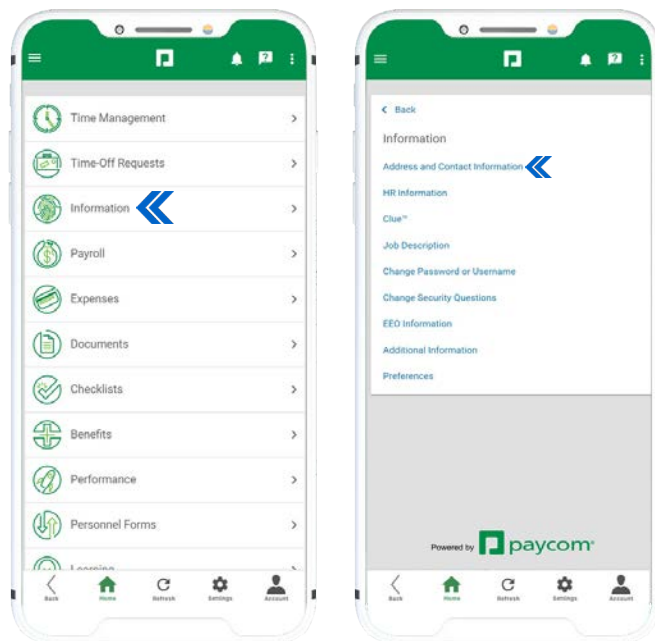 Time Management
Time-Off Requests
Information
Payroll
Expenses
Documents
Checklists
Benefits
Performance
Personnel Forms
Learning
Back
Home
Refresh
Settings
Account
Back
Information
Address and Contact Information
HR Information
Clue™
Job Description
Change Password or Username
Change Security Questions
EEO Information
Additional Information
Preferences
Powered by paycom®
Back
Home
Refresh
Settings
Account